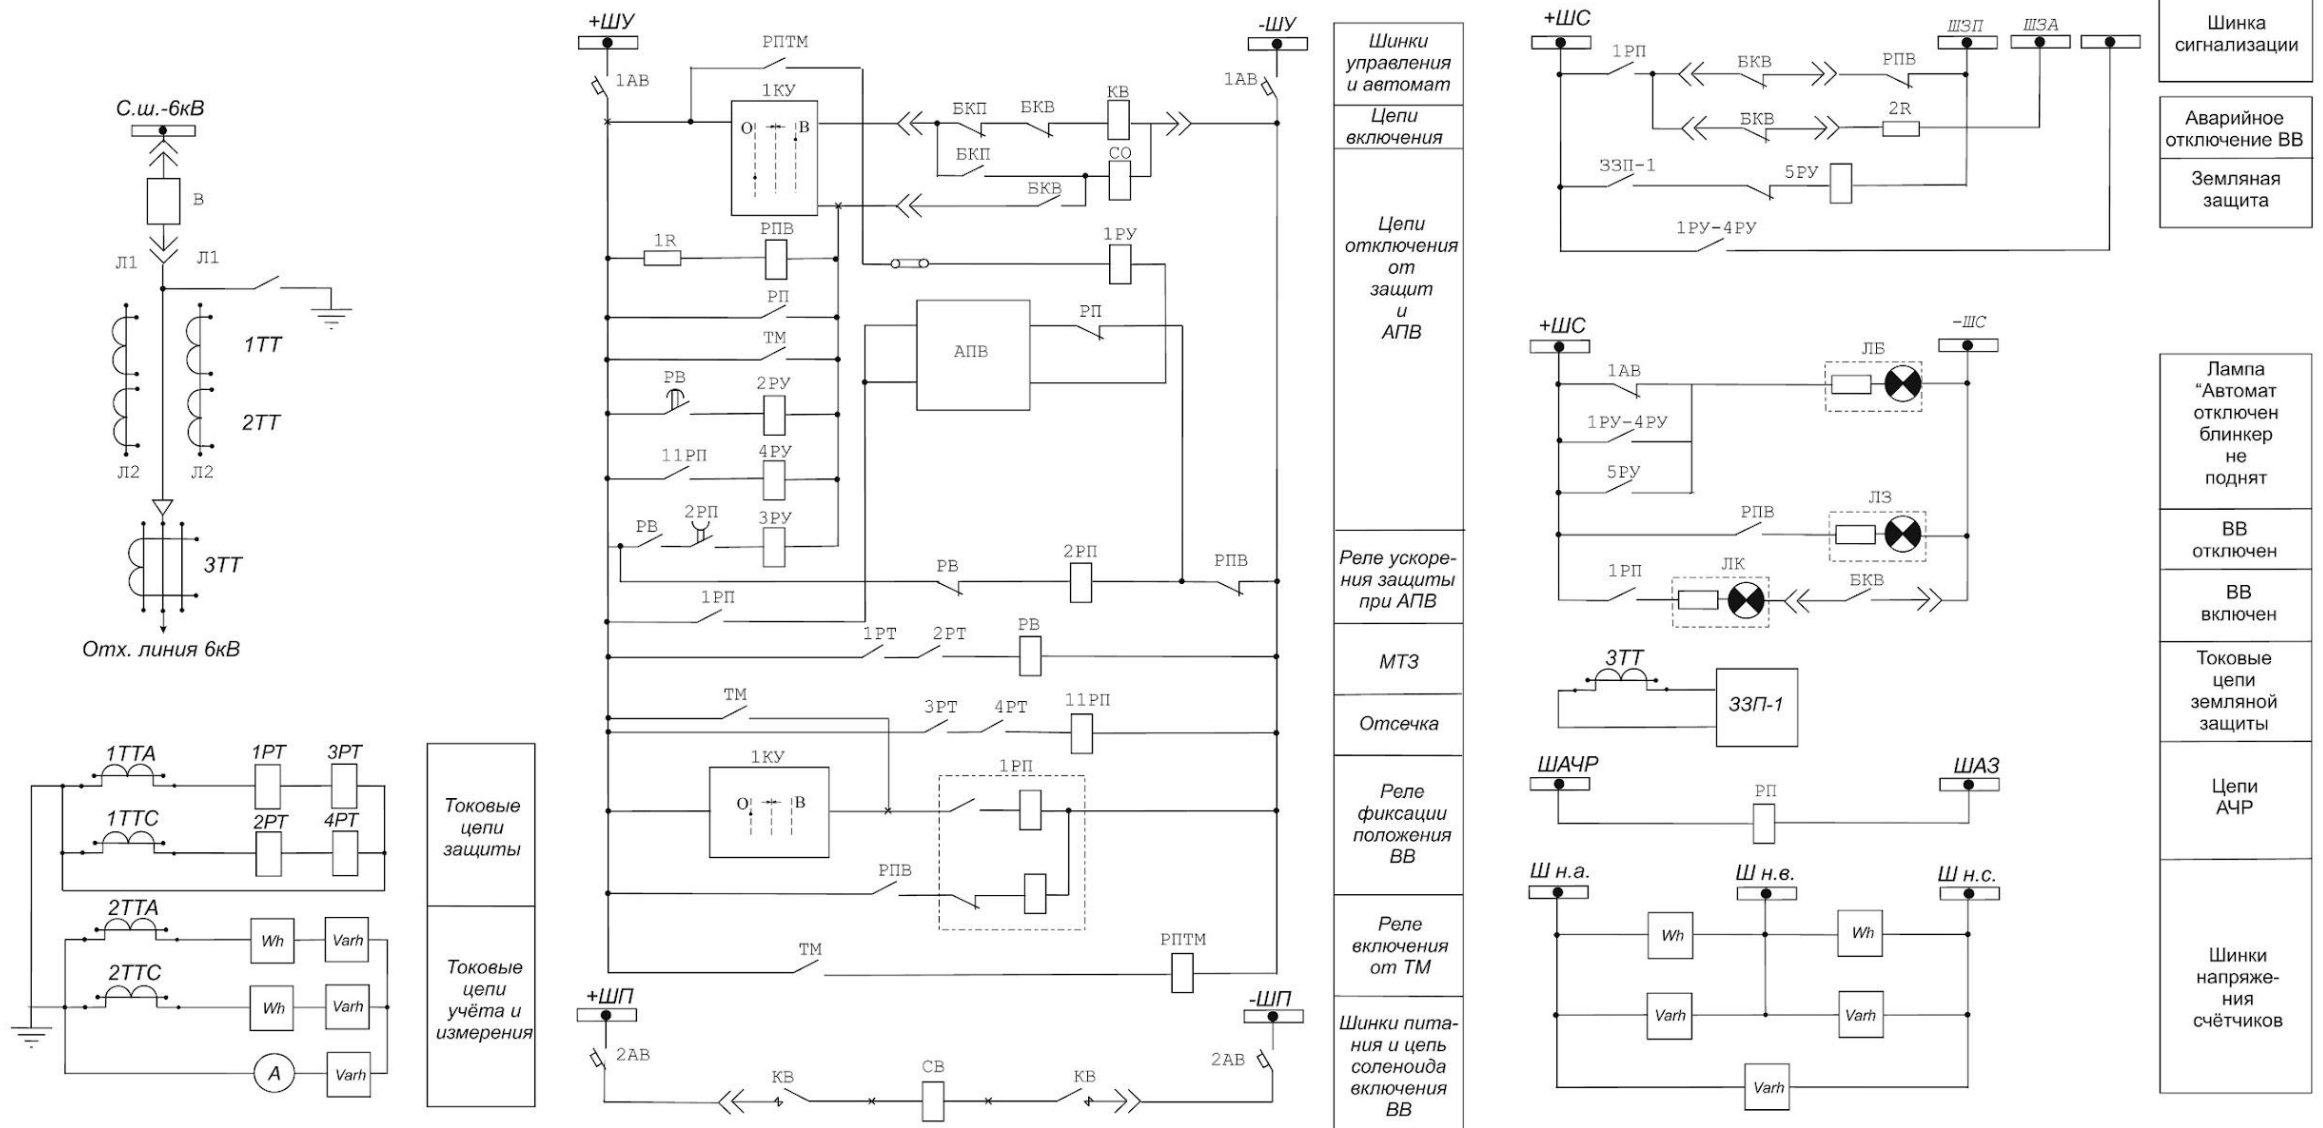 С.ш.-6кВ
В
Л1
Л1
1ТТ
2ТТ
Л2
Л2
3ТТ
Отх. линия 6кВ
1ТТА
1РТ
3РТ
1ТТС
2РТ
4РТ
2ТТА
Wh
Varh
2ТТС
Wh
Varh
А
Varh
Токовые
цепи
защиты
Токовые
цепи
учёта и
измерения
+ШУ
-ШУ
РПТМ
1АВ
1АВ
1КУ
О
В
БКП
БКВ
КВ
БКП
СО
БКВ
1R
РПВ
1РУ
РП
РП
ТМ
АПВ
РВ
2РУ
11РП
4РУ
РВ
2РП
3РУ
РВ
2РП
РПВ
1РП
1РТ
2РТ
РВ
ТМ
3РТ
4РТ
11РП
1КУ
О
В
1РП
РПВ
ТМ
РПТМ
+ШП
-ШП
2АВ
2АВ
КВ
СВ
КВ
Шинки
управления
и автомат
Цепи
включения
Цепи
отключения
от
защит
и
АПВ
Реле ускоре-
ния защиты
при АПВ
МТЗ
Отсечка
Реле
фиксации
положения
ВВ
Реле
включения
от ТМ
Шинки пита-
ния и цепь
соленоида
включения
ВВ
+ШС
ШЗП
ШЗА
1РП
БКВ
РПВ
БКВ
2R
ЗЗП-1
5РУ
1РУ-4РУ
+ШС
-ШС
1АВ
ЛБ
1РУ-4РУ
5РУ
РПВ
ЛЗ
1РП
ЛК
БКВ
3ТТ
ЗЗП-1
ШАЧР
ШАЗ
РП
Ш н.а.
Ш н.в.
Ш н.с.
Wh
Wh
Varh
Varh
Varh
Шинка
сигнализации
Аварийное
отключение ВВ
Земляная
защита
Лампа
“Автомат
отключен
блинкер
не
поднят
ВВ
отключен
ВВ
включен
Токовые
цепи
земляной
защиты
Цепи
АЧР
Шинки
напряже-
ния
счётчиков